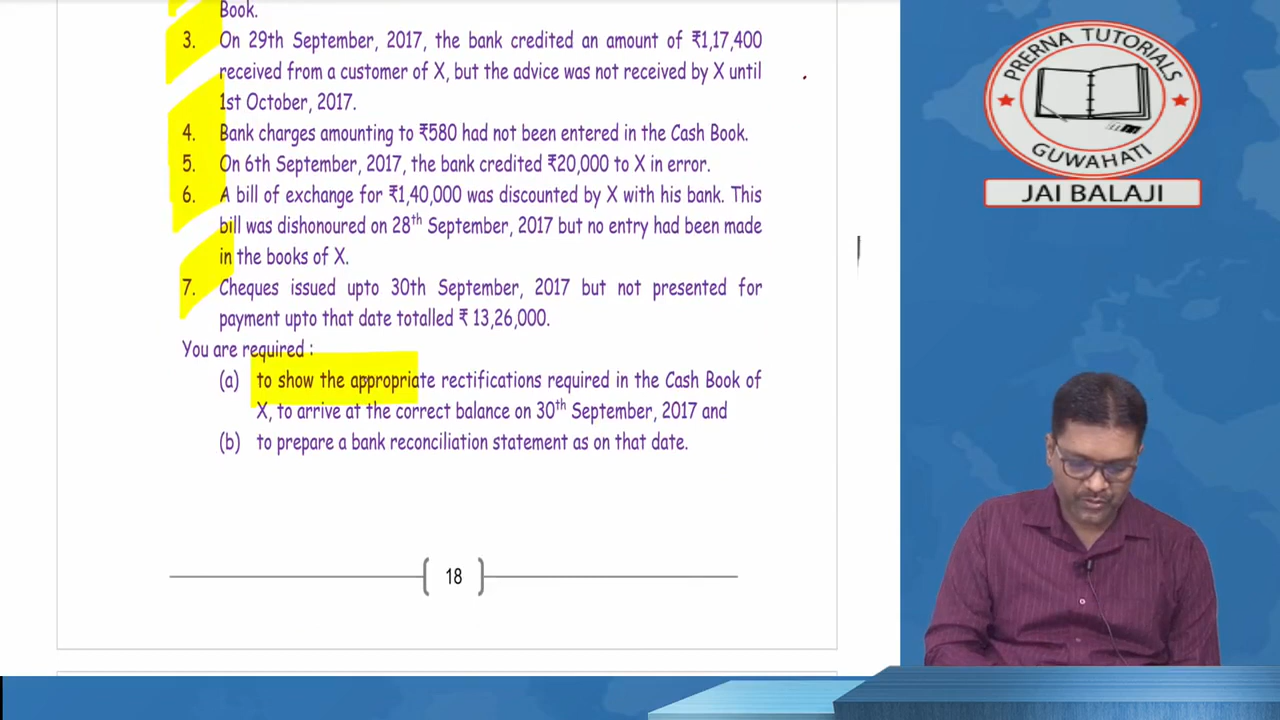 Book.
3. On 29th September, 2017, the bank credited an amount of ₹1,17,400
received from a customer of X, but the advice was not received by X until
1st October, 2017.
4. Bank charges amounting to ₹580 had not been entered in the Cash Book.
5. On 6th September, 2017, the bank credited ₹20,000 to X in error.
6. A bill of exchange for ₹1,40,000 was discounted by X with his bank. This
bill was dishonoured on 28th September, 2017 but no entry had been made
in the books of X.
7. Cheques issued upto 30th September, 2017 but not presented for
payment upto that date totalled ₹ 13,26,000.
You are required :
(a) to show the appropriate rectifications required in the Cash Book of
X, to arrive at the correct balance on 30th September, 2017 and
(b) to prepare a bank reconciliation statement as on that date.
18
PRERNA TUTORIALS
GUWAHATI
JAI BALAJI